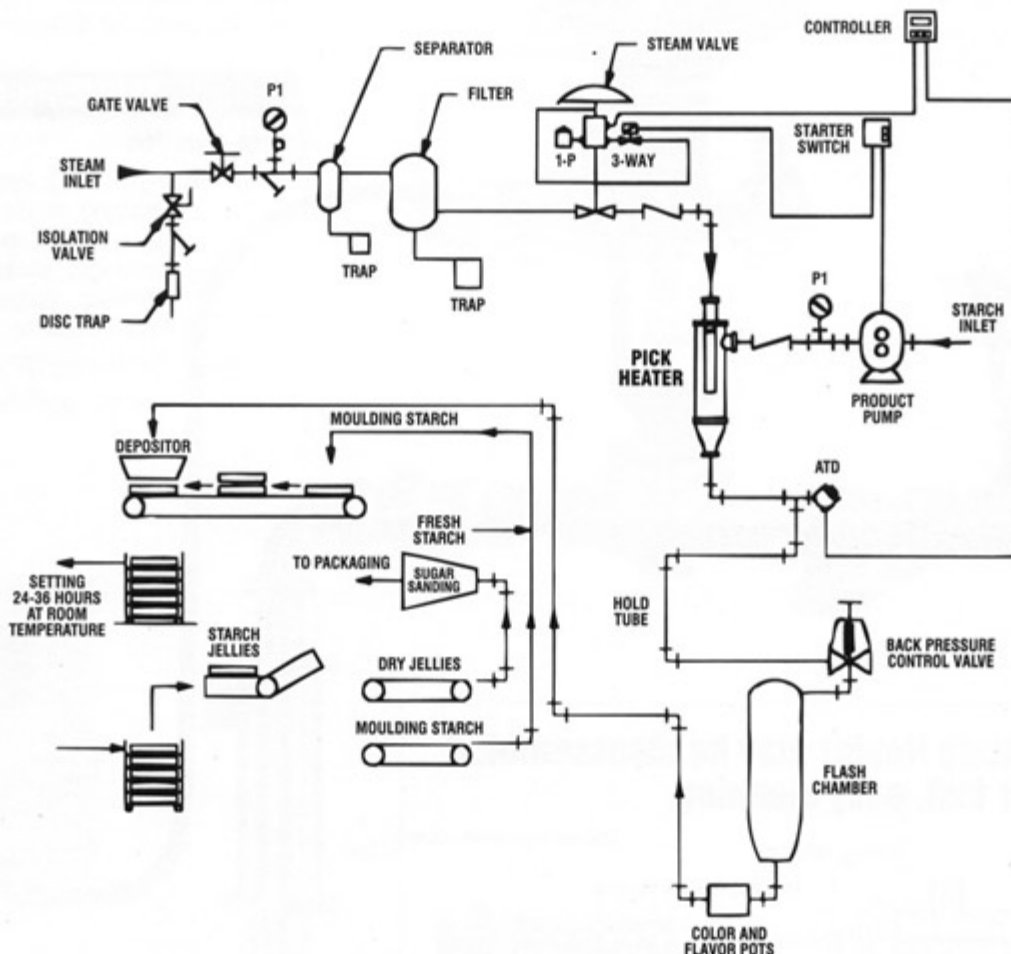 CONTROLLER
SEPARATOR
STEAM VALVE
P1
FILTER
GATE VALVE
STARTER
SWITCH
STEAM
INLET
1-P
3-WAY
ISOLATION
VALVE
TRAP
TRAP
P1
STARCH
INLET
DISC TRAP
PICK
HEATER
PRODUCT
PUMP
MOULDING STARCH
DEPOSITOR
ATD
FRESH
STARCH
TO PACKAGING
SUGAR
SANDING
SETTING
24-36 HOURS
AT ROOM
TEMPERATURE
HOLD
TUBE
STARCH
JELLIES
BACK PRESSURE
CONTROL VALVE
DRY JELLIES
MOULDING STARCH
FLASH
CHAMBER
COLOR AND
FLAVOR POTS